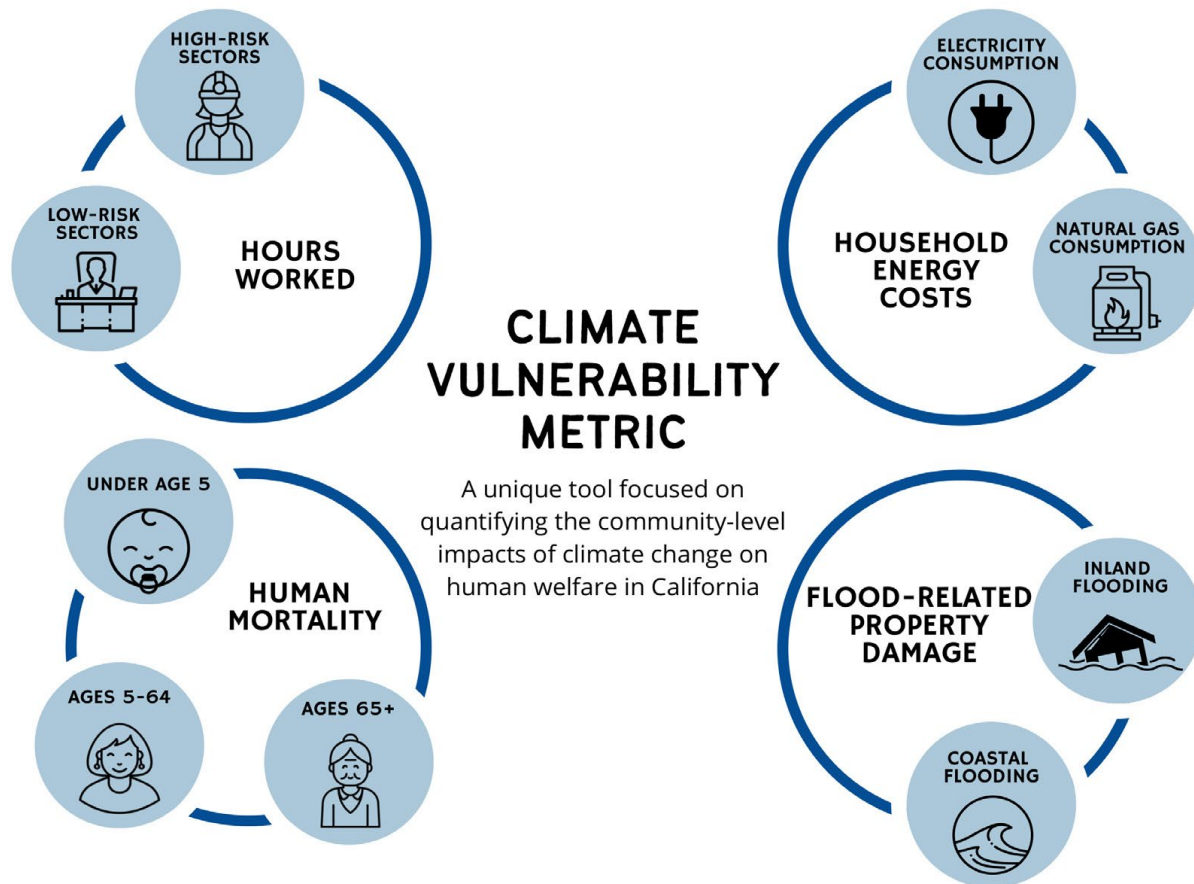 HIGH-RISK
SECTORS
LOW-RISK
SECTORS
HOURS
WORKED
ELECTRICITY
CONSUMPTION
NATURAL GAS
CONSUMPTION
HOUSEHOLD
ENERGY
COSTS
CLIMATE
VULNERABILITY
METRIC
A unique tool focused on
quantifying the community-level
impacts of climate change on
human welfare in California
UNDER AGE 5
HUMAN
MORTALITY
AGES 5-64
AGES 65+
INLAND
FLOODING
FLOOD-RELATED
PROPERTY
DAMAGE
COASTAL
FLOODING